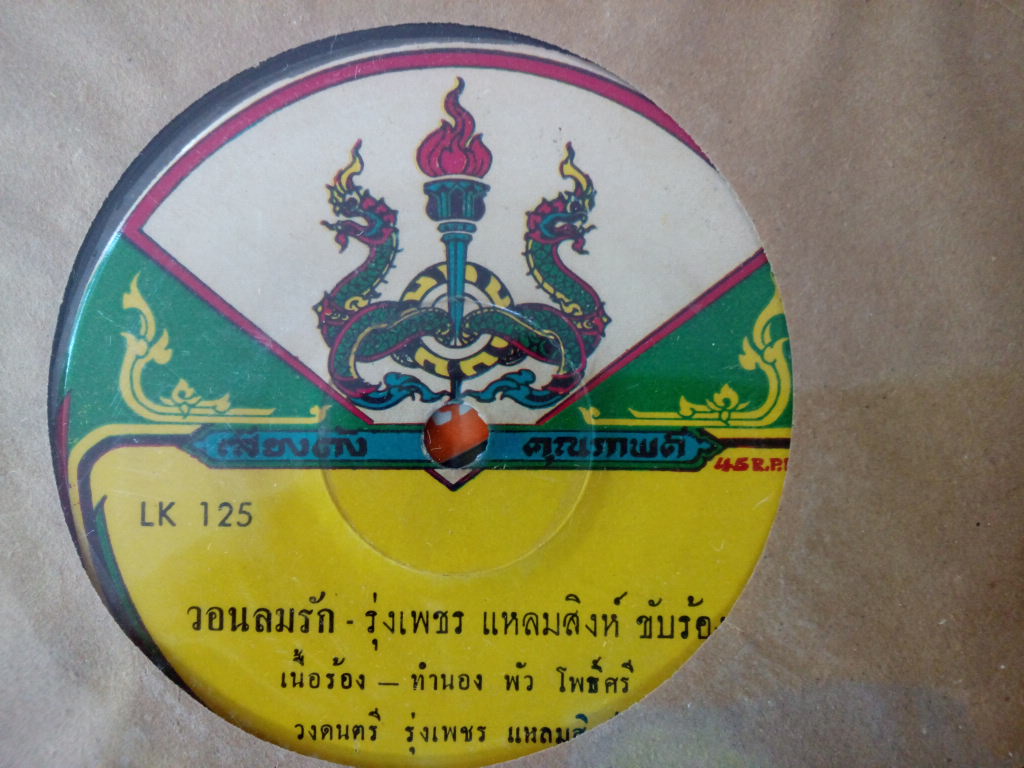 เสียงดัง คุณภาพดี
45 R.P.
LK 125
วอนลมรัก - รุ่งเพชร แหลมสิงห์ ขับร้อง
เนื้อร้อง — ทำนอง พัว โพธิ์ศรี
วงดนตรี รุ่งเพชร แหลมสิ